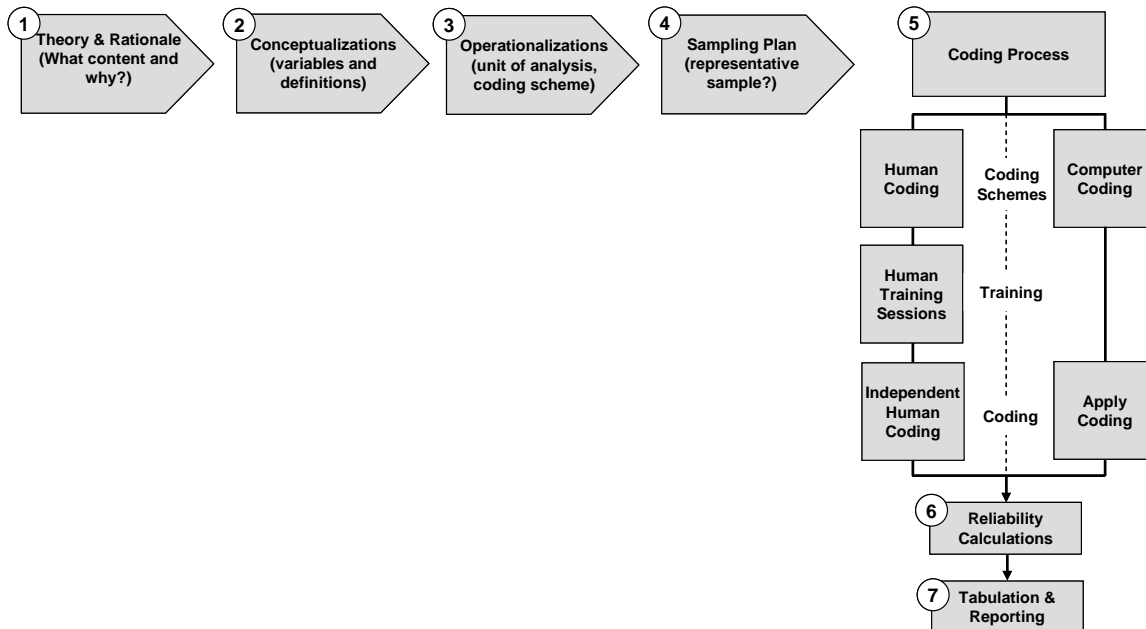 1
Theory & Rationale
(What content and
why?)
2
Conceptualizations
(variables and
definitions)
3
Operationalizations
(unit of analysis,
coding scheme)
4
Sampling Plan
(representative
sample?)
5
Coding Process
Human
Coding
Coding
Schemes
Computer
Coding
Human
Training
Sessions
Training
Independent
Human
Coding
Coding
Apply
Coding
6
Reliability
Calculations
7
Tabulation &
Reporting